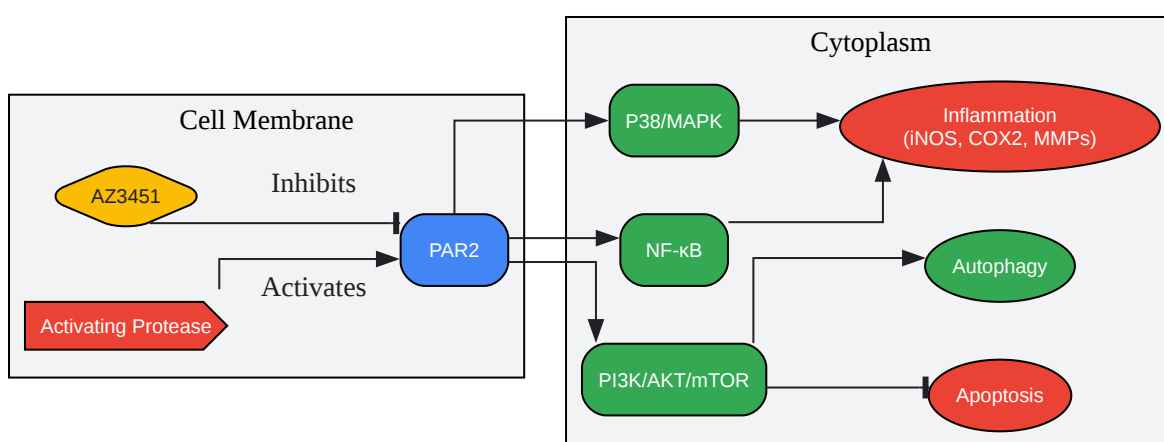 Cell Membrane
AZ3451
Inhibits
PAR2
Activates
Activating Protease
Cytoplasm
P38/MAPK
Inflammation
(iNOS, COX2, MMPs)
NF-κB
Autophagy
PI3K/AKT/mTOR
Apoptosis